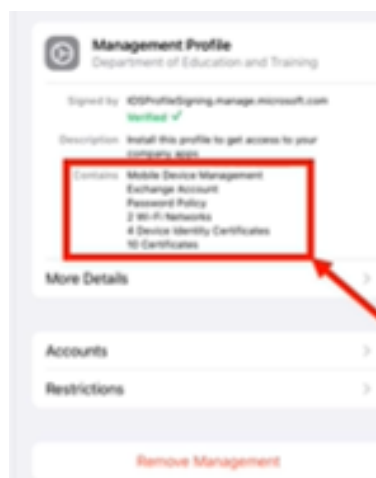 Management Profile
Department of Education and Training
Signed by IOSProfileSigning.manage.microsoft.com
Verified ✓
Description Install this profile to get access to your
company apps
Contains Mobile Device Management
Exchange Account
Password Policy
2 Wi-Fi Networks
4 Device Identity Certificates
10 Certificates
More Details
Accounts
Restrictions
Remove Management